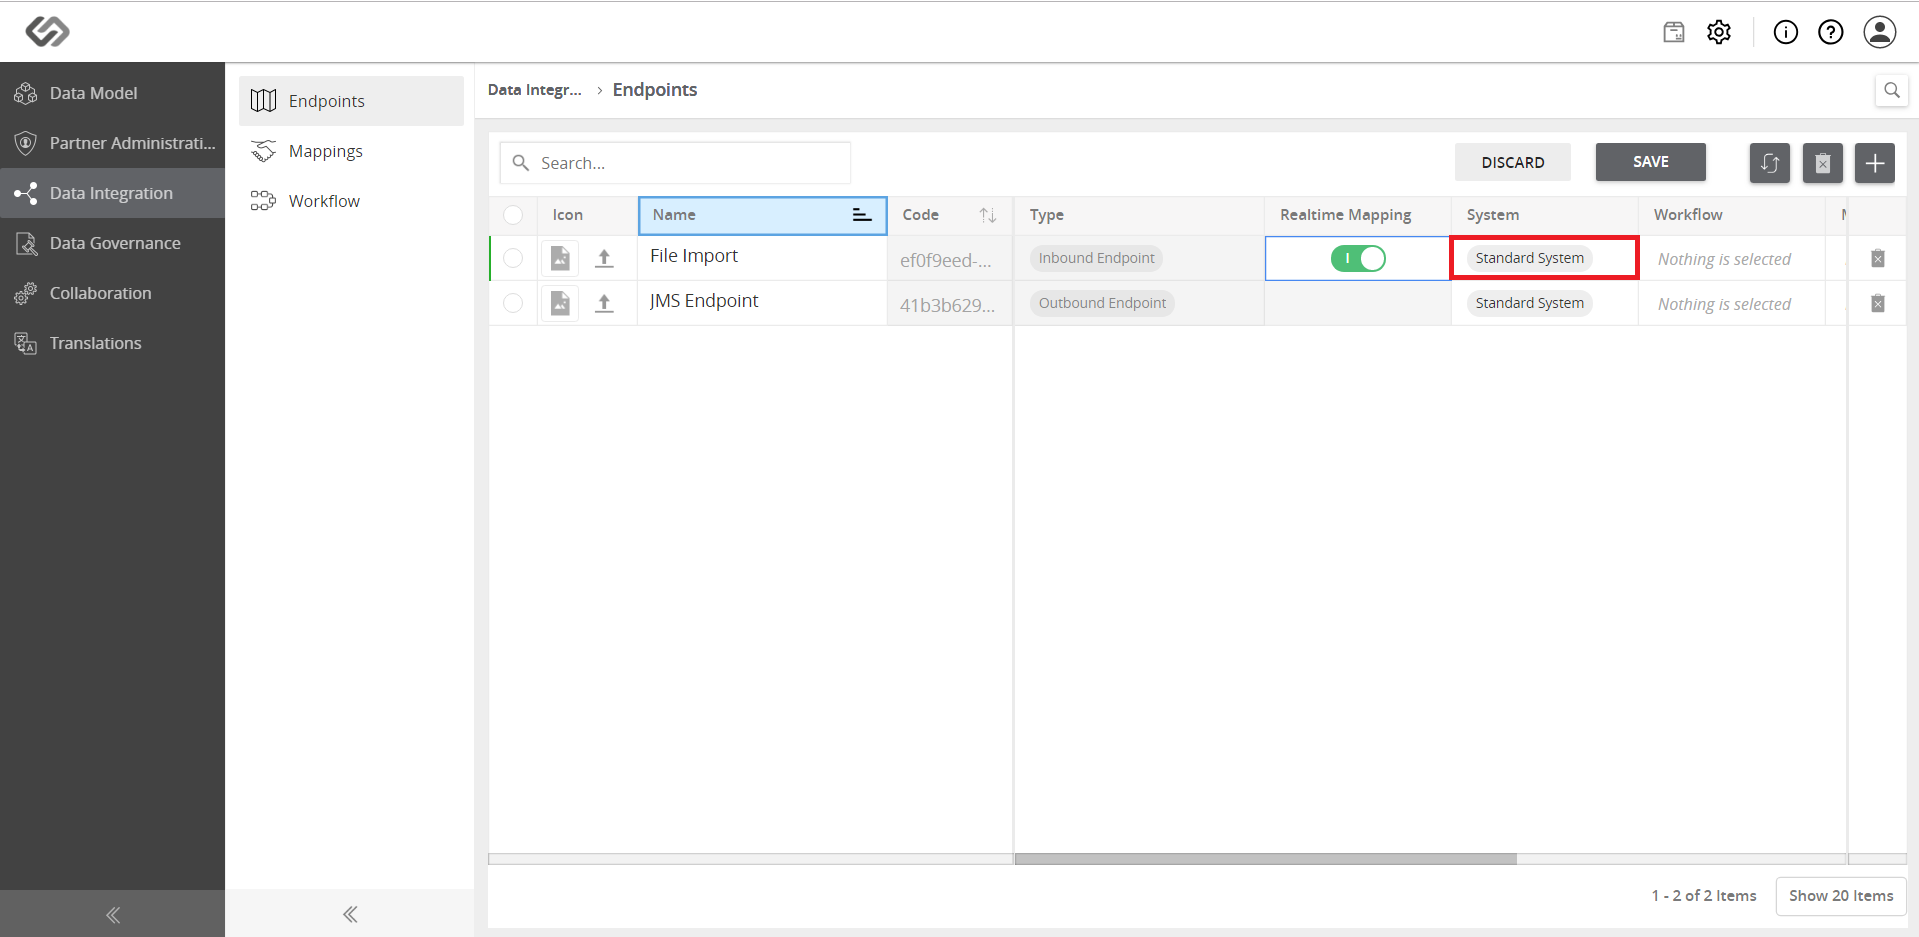 Data Model
Partner Administrati...
Data Integration
Data Governance
Collaboration
Translations
Endpoints
Mappings
Workflow
Data Integr... › Endpoints
Search...
DISCARD SAVE
Icon Name Code Type Realtime Mapping System Workflow
File Import ef0f9eed-... Inbound Endpoint Standard System Nothing is selected
JMS Endpoint 41b3b629... Outbound Endpoint Standard System Nothing is selected
1 - 2 of 2 Items Show 20 Items